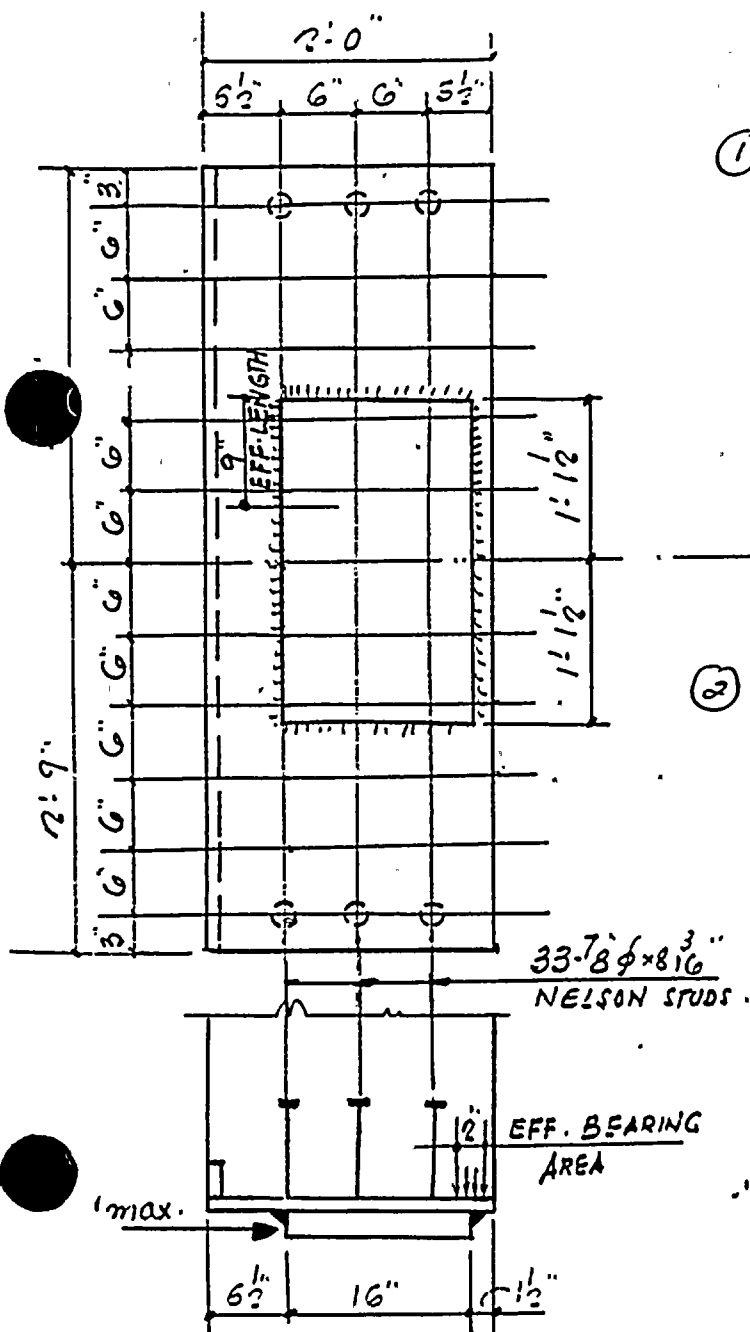 2'-0"
6½" 6" 6" 5½"
①
3"
6"
6"
9"
EFF. LENGTH
6"
6"
1'-1½"
6"
6"
1'-1½"
②
6"
2'-9"
6"
6"
3"
33-⅞"φ×8 3/16"
NELSON STUDS
2"
EFF. BEARING
AREA
max.
6½" 16" 1½"